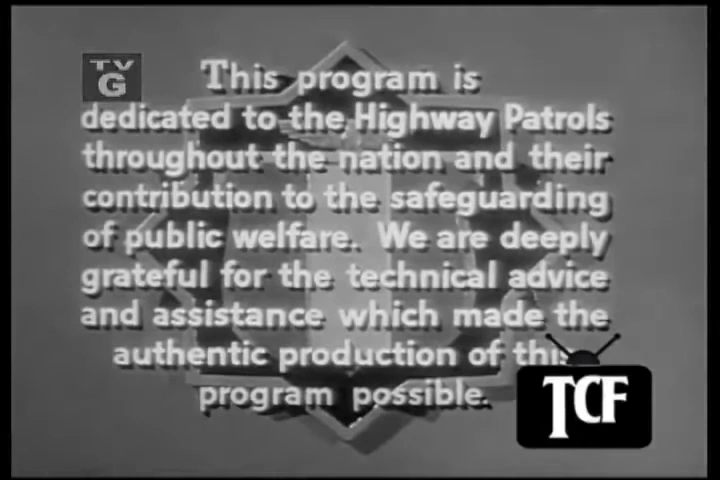 TV
G
This program is
dedicated to the Highway Patrols
throughout the nation and their
contribution to the safeguarding
of public welfare. We are deeply
grateful for the technical advice
and assistance which made the
authentic production of this
program possible.
TCF